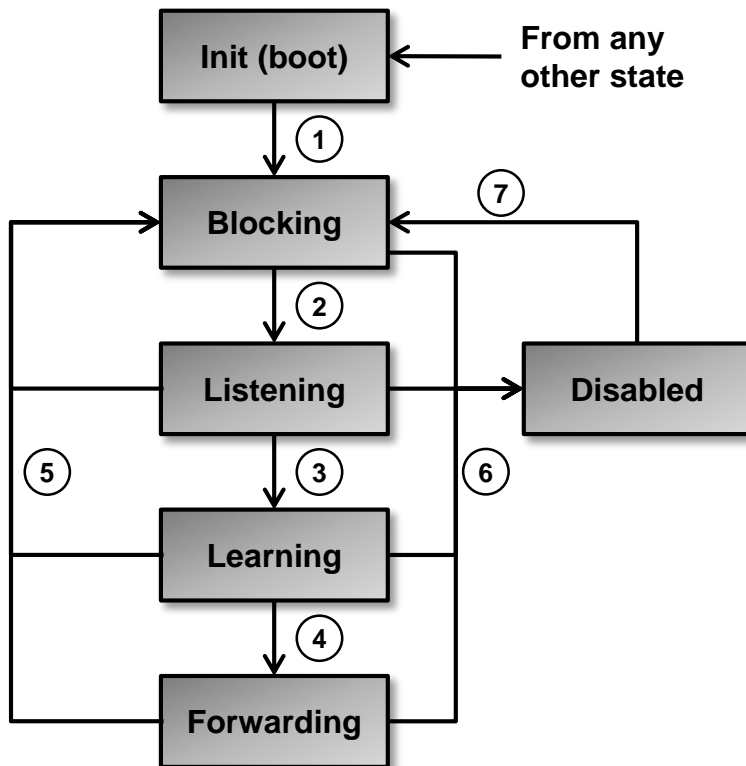 Init (boot)
From any
other state
1
Blocking
7
2
Listening
Disabled
5
3
6
Learning
4
Forwarding